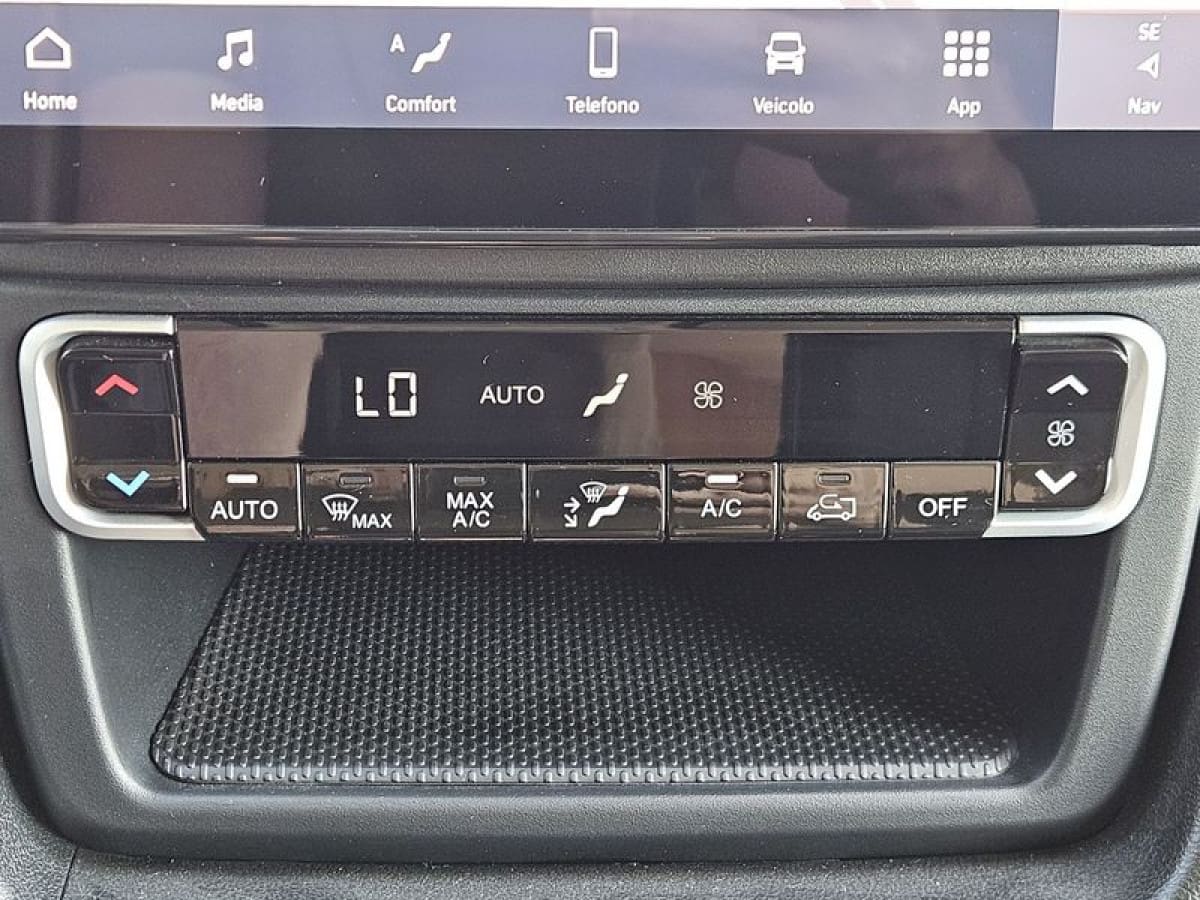 SE
Home Media A Comfort Telefono Veicolo App Nav
LO AUTO
AUTO MAX MAX A/C A/C OFF